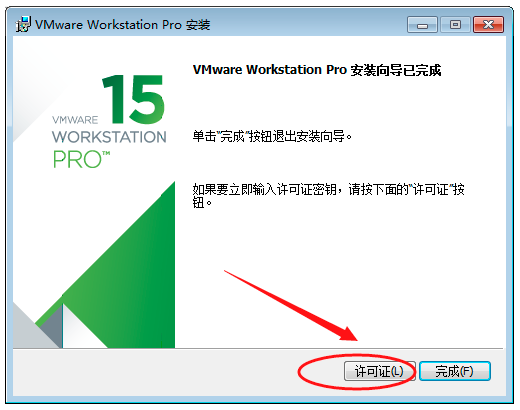 VMware Workstation Pro 安装
VMware Workstation Pro 安装向导已完成
15
VMWARE
WORKSTATION
PRO™
单击"完成"按钮退出安装向导。
如果要立即输入许可证密钥，请按下面的"许可证"按
钮。
许可证(L)
完成(F)